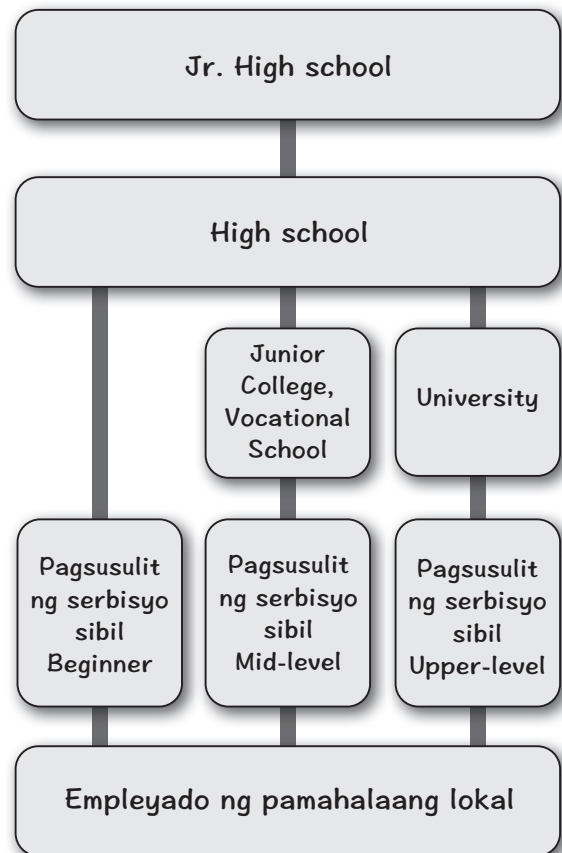 Jr. High school
High school
Junior
College,
Vocational
School
University
Pagsusulit
ng serbisyo
sibil
Beginner
Pagsusulit
ng serbisyo
sibil
Mid-level
Pagsusulit
ng serbisyo
sibil
Upper-level
Empleyado ng pamahalaang lokal